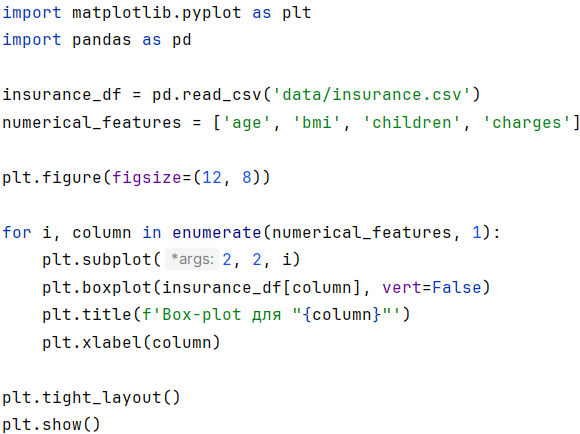 import matplotlib.pyplot as plt
import pandas as pd

insurance_df = pd.read_csv('data/insurance.csv')
numerical_features = ['age', 'bmi', 'children', 'charges']

plt.figure(figsize=(12, 8))

for i, column in enumerate(numerical_features, 1):
    plt.subplot( *args: 2, 2, i)
    plt.boxplot(insurance_df[column], vert=False)
    plt.title(f'Box-plot для "{column}"')
    plt.xlabel(column)

plt.tight_layout()
plt.show()